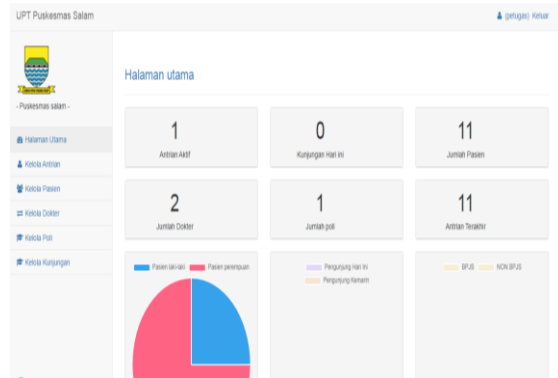 UPT Puskesmas Salam
(petugas) Keluar
- Puskesmas salam -
Halaman Utama
Kelola Antrian
Kelola Pasien
Kelola Dokter
Kelola Poli
Kelola Kunjungan
Halaman utama
1
Antrian Aktif
0
Kunjungan Hari ini
11
Jumlah Pasien
2
Jumlah Dokter
1
Jumlah poli
11
Antrian Terakhir
Pasien laki-laki Pasien perempuan
Pengunjung Hari Ini
Pengunjung Kemarin
BPJS NON BPJS